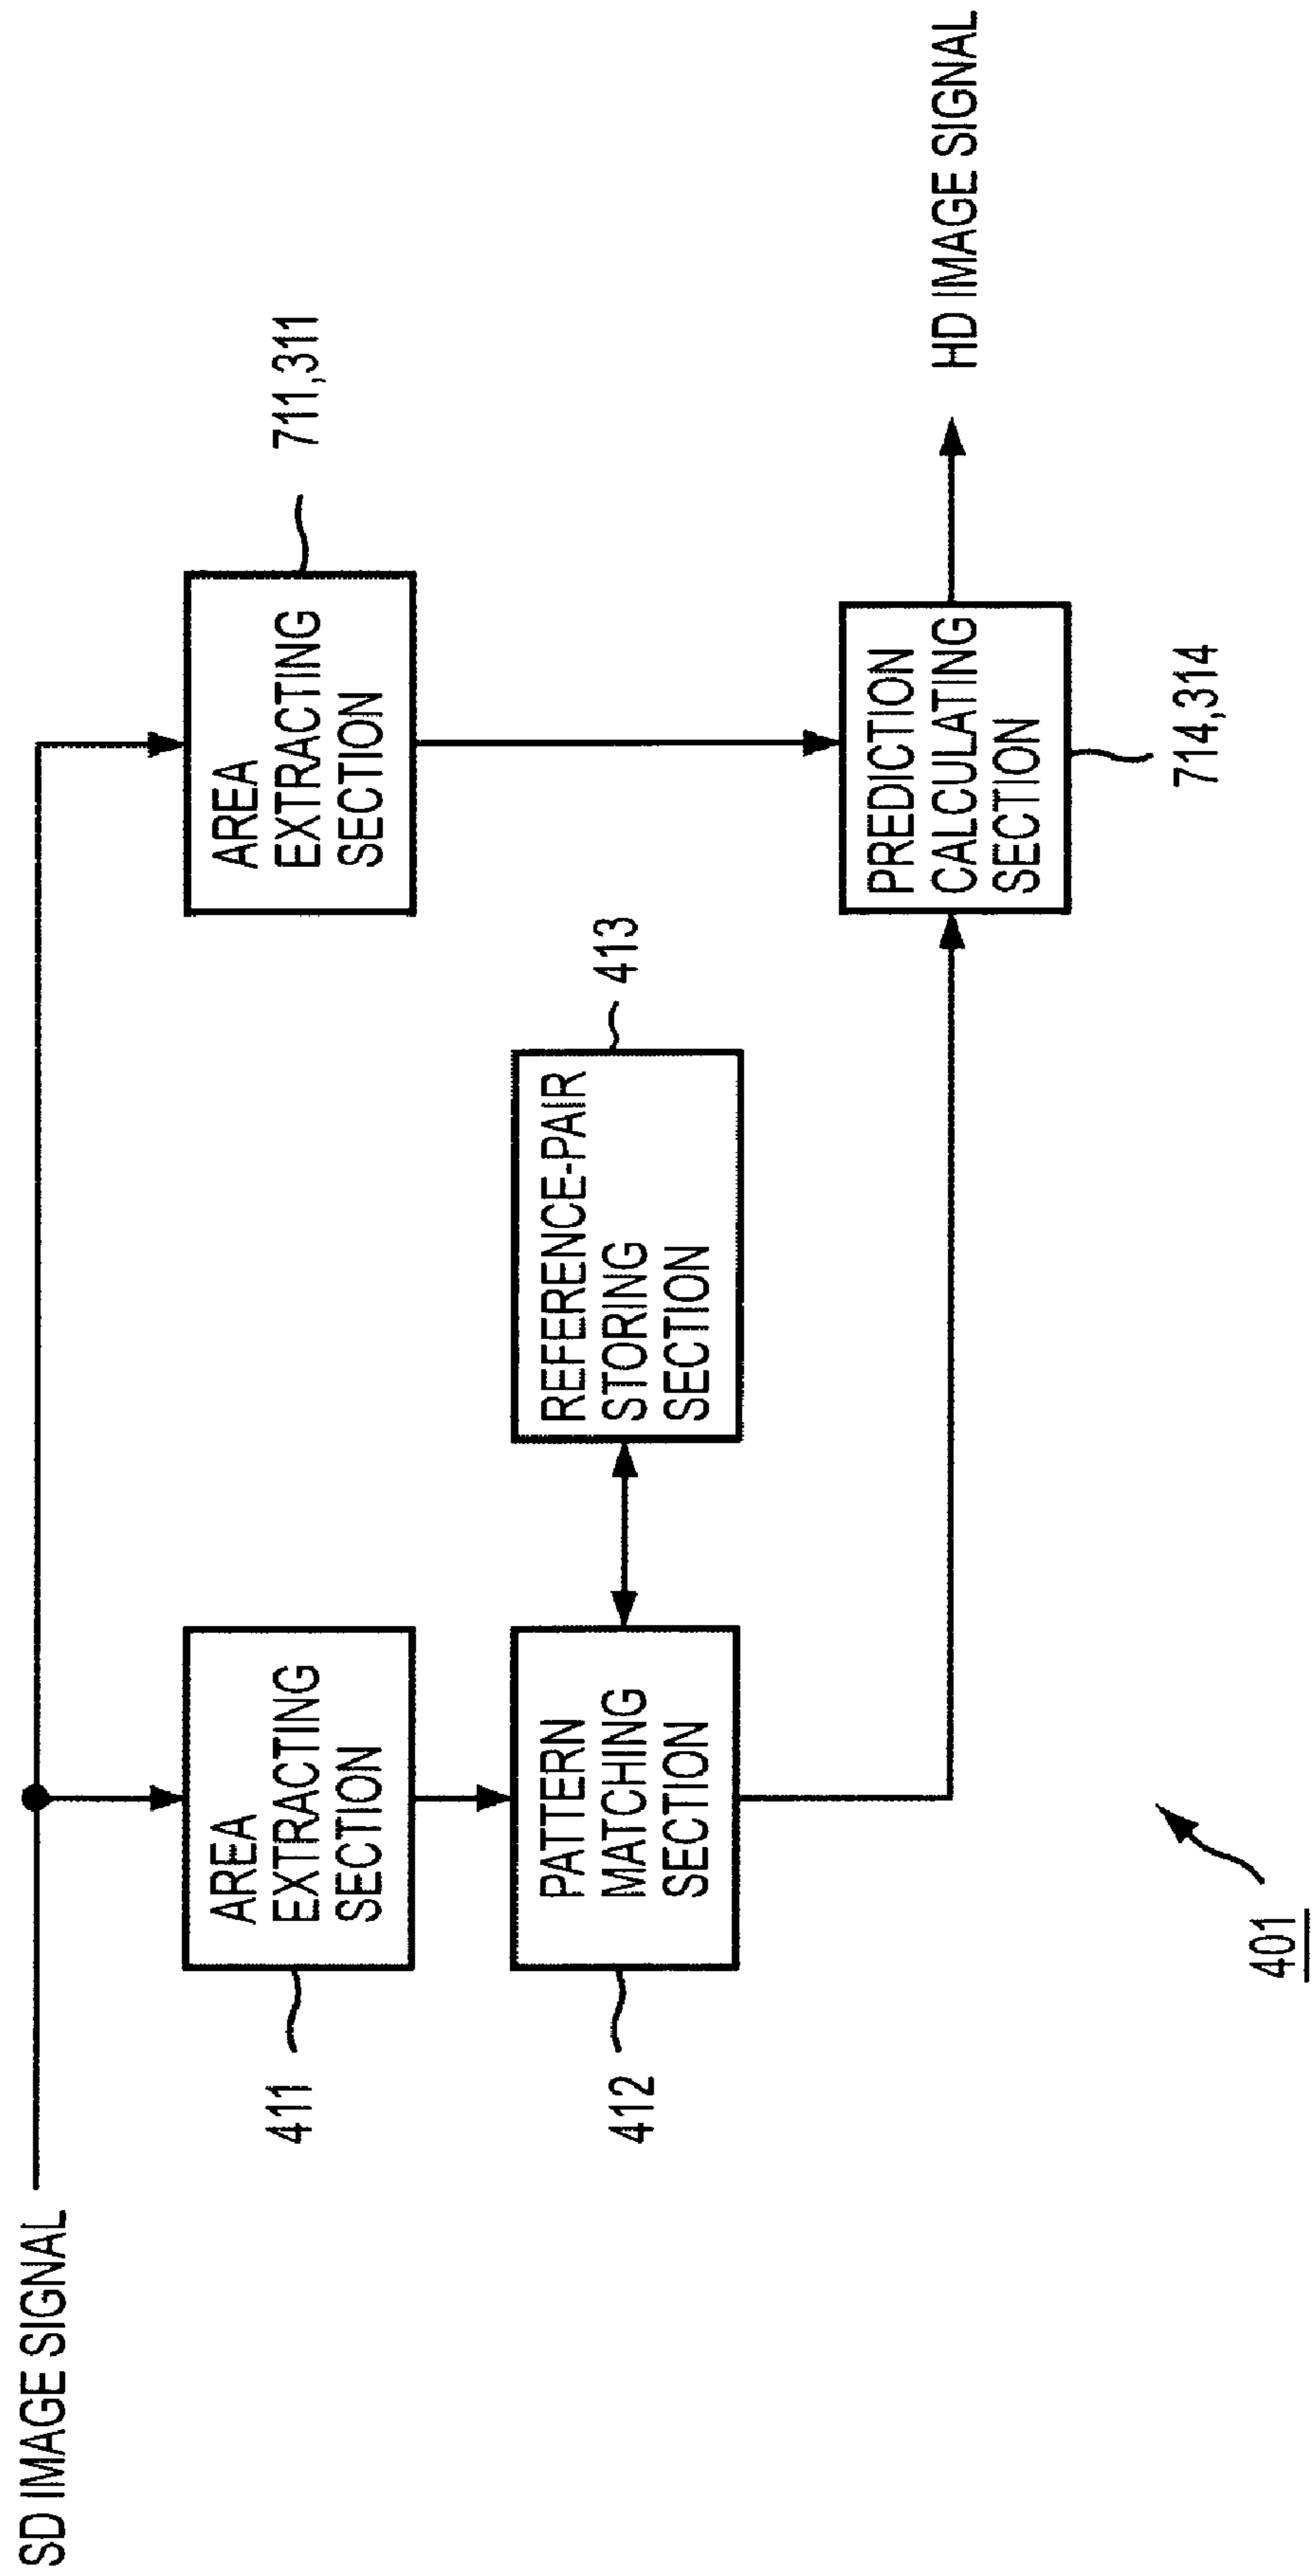 SD IMAGE SIGNAL
411
AREA
EXTRACTING
SECTION
AREA
EXTRACTING
SECTION
711,311
412
PATTERN
MATCHING
SECTION
REFERENCE-PAIR
STORING
SECTION
413
PREDICTION
CALCULATING
SECTION
714,314
HD IMAGE SIGNAL
401